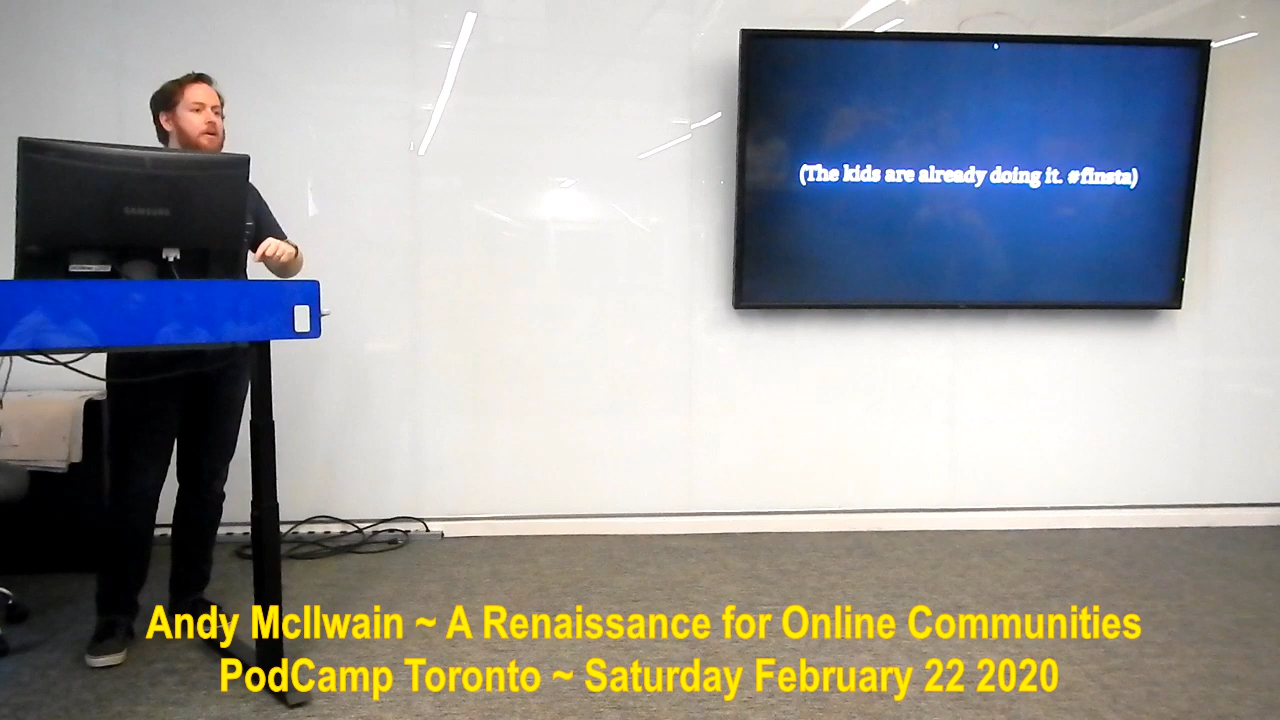 (The kids are already doing it. #finsta)
SAMSUNG
Andy McIlwain ~ A Renaissance for Online Communities
PodCamp Toronto ~ Saturday February 22 2020